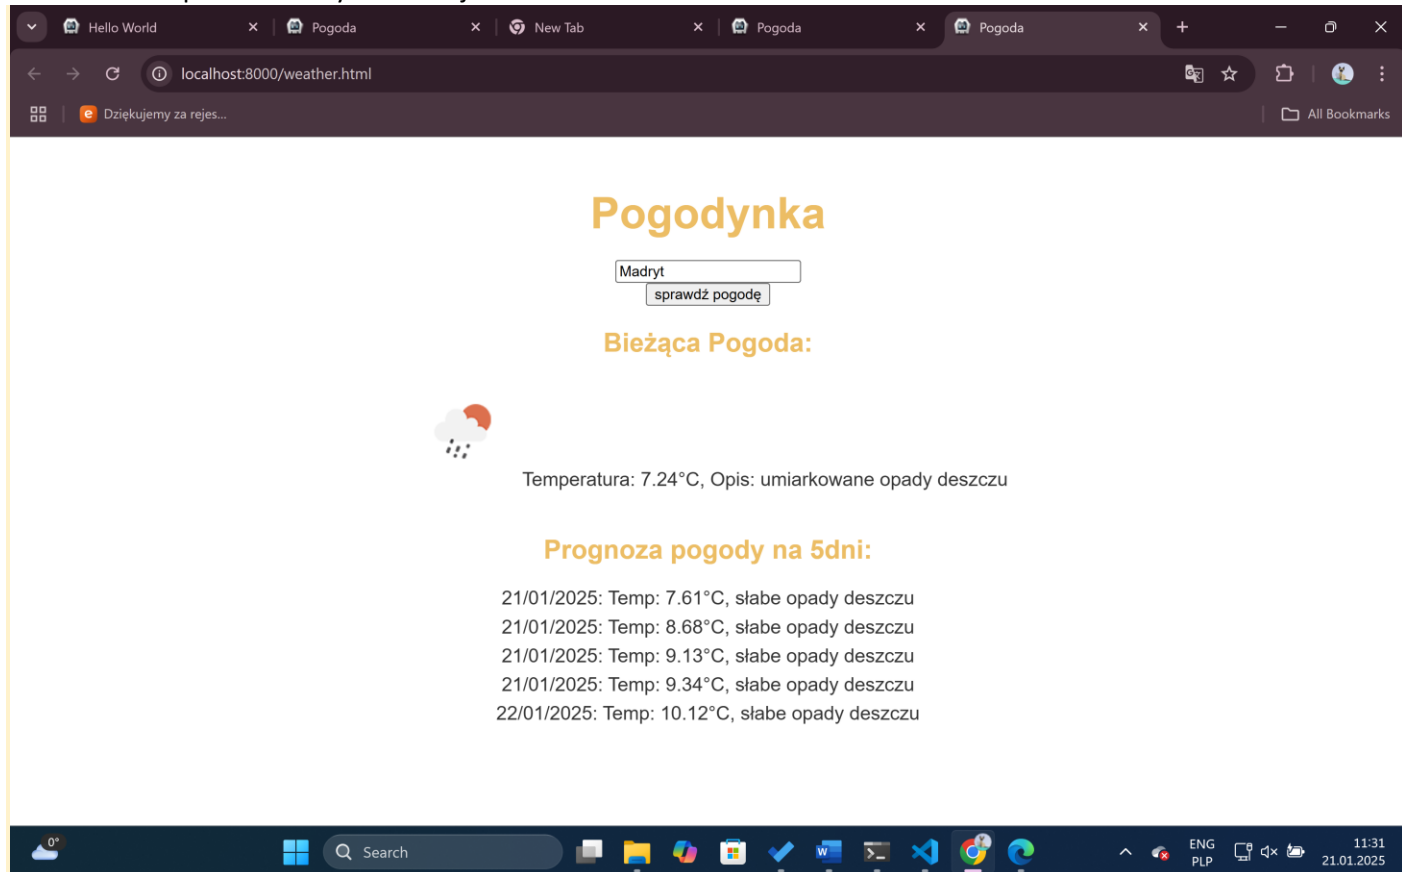 Hello World
Pogoda
New Tab
Pogoda
Pogoda
localhost:8000/weather.html
Dziękujemy za rejes...
All Bookmarks
Pogodynka
Madryt
sprawdź pogodę
Bieżąca Pogoda:
Temperatura: 7.24°C, Opis: umiarkowane opady deszczu
Prognoza pogody na 5dni:
21/01/2025: Temp: 7.61°C, słabe opady deszczu
21/01/2025: Temp: 8.68°C, słabe opady deszczu
21/01/2025: Temp: 9.13°C, słabe opady deszczu
21/01/2025: Temp: 9.34°C, słabe opady deszczu
22/01/2025: Temp: 10.12°C, słabe opady deszczu
0°
Search
ENG
PLP
11:31
21.01.2025